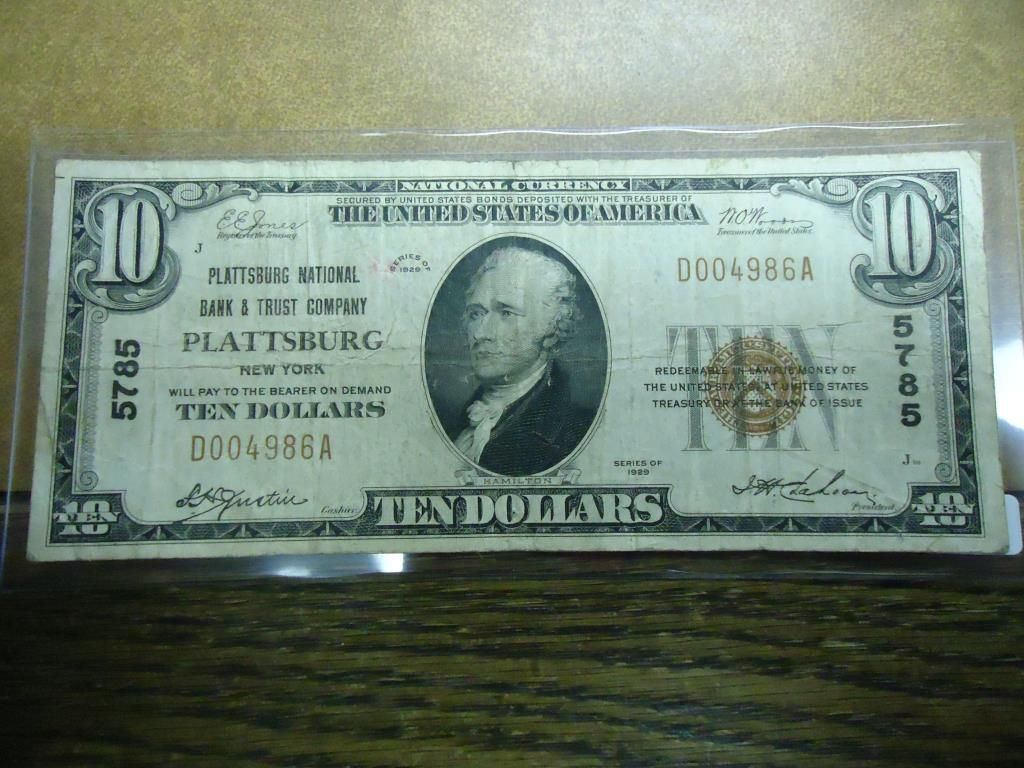 NATIONAL CURRENCY
SECURED BY UNITED STATES BONDS DEPOSITED WITH THE TREASURER OF
THE UNITED STATES OF AMERICA
10
10
E E Jones
Register of the Treasury
Treasurer of the United States
J
SERIES OF
1929
PLATTSBURG NATIONAL
BANK & TRUST COMPANY
PLATTSBURG
NEW YORK
WILL PAY TO THE BEARER ON DEMAND
TEN DOLLARS
D004986A
5785
D004986A
TEN
REDEEMABLE IN LAWFUL MONEY OF
THE UNITED STATES AT UNITED STATES
TREASURY OR AT THE BANK OF ISSUE
5785
SERIES OF
1929
J
HAMILTON
Cashier
President
TEN DOLLARS
10
TEN
10
TEN